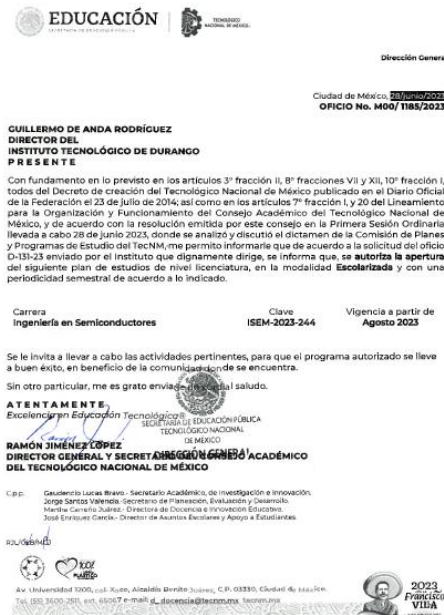 EDUCACIÓN
SECRETARÍA DE EDUCACIÓN PÚBLICA
TECNOLÓGICO
NACIONAL DE MÉXICO
Dirección General
Ciudad de México, 28/junio/2023
OFICIO No. M00/1185/2023
GUILLERMO DE ANDA RODRÍGUEZ
DIRECTOR DEL
INSTITUTO TECNOLÓGICO DE DURANGO
P R E S E N T E
Con fundamento en lo previsto en los artículos 3° fracción II, 8° fracciones VII y XII, 10° fracción I,
todos del Decreto de creación del Tecnológico Nacional de México publicado en el Diario Oficial
de la Federación el 23 de julio de 2014; así como en los artículos 7° fracción I, y 20 del Lineamiento
para la Organización y Funcionamiento del Consejo Académico del Tecnológico Nacional de
México, y de acuerdo con la resolución emitida por este consejo en la Primera Sesión Ordinaria
llevada a cabo 28 de junio 2023, donde se analizó y discutió el dictamen de la Comisión de Planes
y Programas de Estudio del TecNM, me permito informarle que de acuerdo a la solicitud del oficio
D-131-23 enviado por el Instituto que dignamente dirige, se informa que, se autoriza la apertura
del siguiente plan de estudios de nivel licenciatura, en la modalidad Escolarizada y con una
periodicidad semestral de acuerdo a lo indicado.
Carrera Clave Vigencia a partir de
Ingeniería en Semiconductores ISEM-2023-244 Agosto 2023
Se le invita a llevar a cabo las actividades pertinentes, para que el programa autorizado se lleve
a buen éxito, en beneficio de la comunidad donde se encuentra.
Sin otro particular, me es grato enviarle un cordial saludo.
A T E N T A M E N T E
Excelencia en Educación Tecnológica®
SECRETARÍA DE EDUCACIÓN PÚBLICA
TECNOLÓGICO NACIONAL
DE MÉXICO
DIRECCIÓN GENERAL
RAMÓN JIMÉNEZ LÓPEZ
DIRECTOR GENERAL Y SECRETARIO DEL CONSEJO ACADÉMICO
DEL TECNOLÓGICO NACIONAL DE MÉXICO
C.p.p. Gaudencio Lucas Bravo.- Secretario Académico, de Investigación e Innovación.
Jorge Santos Valencia.- Secretario de Planeación, Evaluación y Desarrollo.
Martha Carreño Juárez.- Directora de Docencia e Innovación Educativa.
José Enriquez García.- Director de Asuntos Escolares y Apoyo a Estudiantes.
Av. Universidad 1200, col. Xoco, Alcaldía Benito Juárez, C.P. 03330, Ciudad de México.
Tel. (55) 3600-2511, ext. 65067 e-mail: d_docencia@tecnm.mx tecnm.mx
2023
Francisco
VILLA